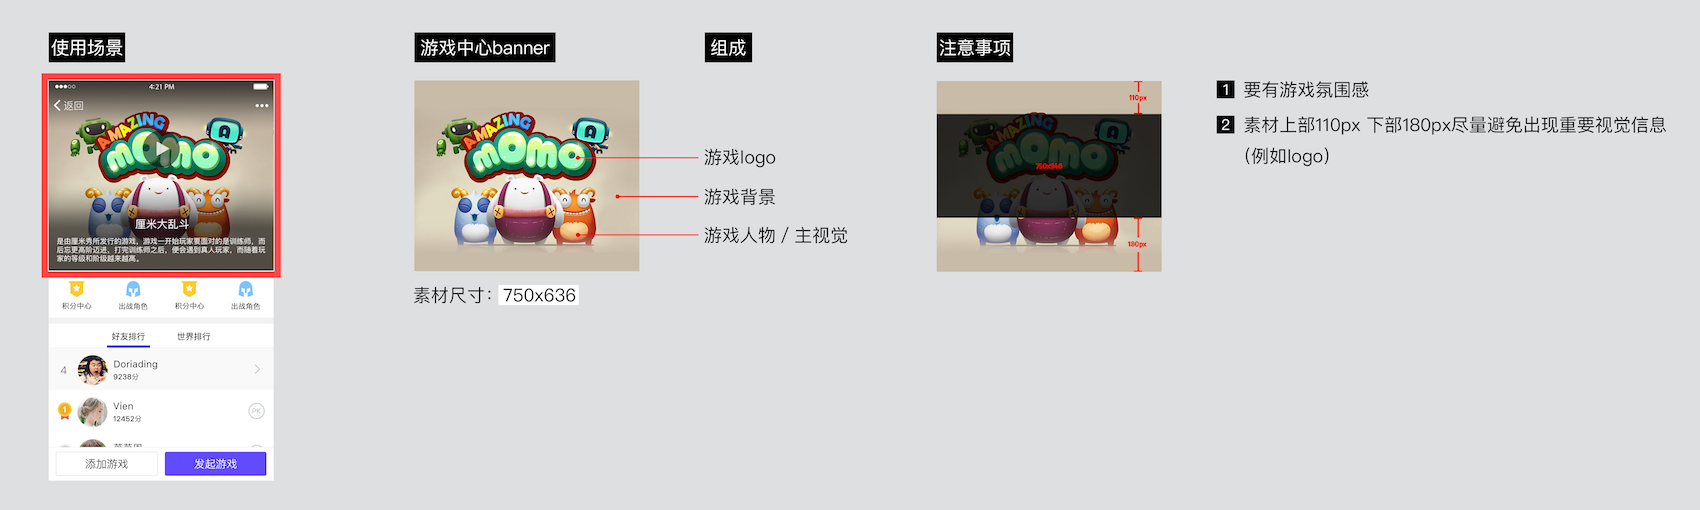 使用场景
4:21 PM
返回
AMAZING
momo
厘米大乱斗
是由厘米秀所发行的游戏，游戏一开始玩家要面对的是训练师，而
后忘更高阶迈进，打完训练师之后，便会遇到真人玩家，而随着玩
家的等级和阶级越来越高。
积分中心
出战角色
积分中心
出战角色
好友排行
世界排行
4
Doriading
9238分
1
Vien
12452分
PK
添加游戏
发起游戏
游戏中心banner
AMAZING
momo
A
素材尺寸：750x636
组成
游戏logo
游戏背景
游戏人物 / 主视觉
注意事项
110px
750x346
180px
1 要有游戏氛围感
2 素材上部110px 下部180px尽量避免出现重要视觉信息
（例如logo）